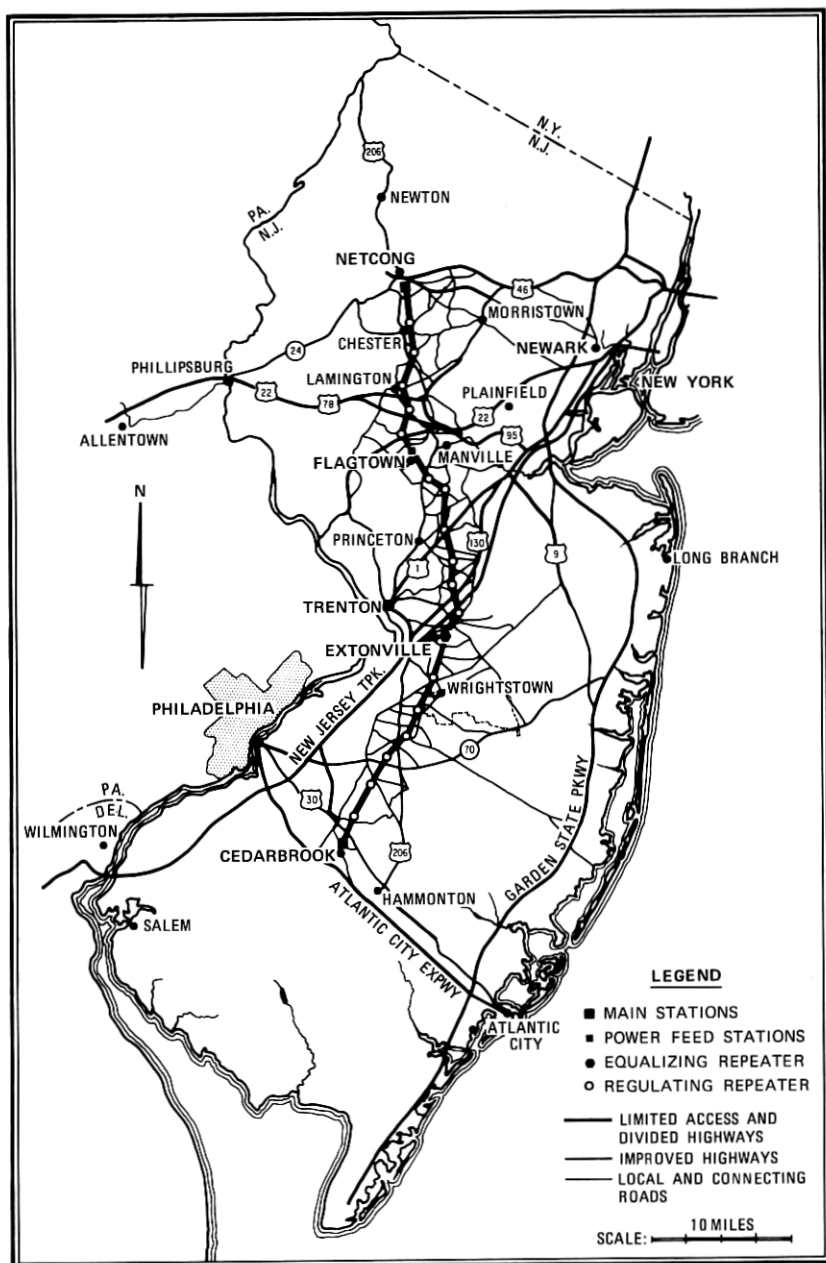 N.Y.
N.J.
206
NEWTON
PA.
N.J.
NETCONG
46
MORRISTOWN
CHESTER
NEWARK
24
PHILLIPSBURG
LAMINGTON
PLAINFIELD
NEW YORK
22
78
22
95
ALLENTOWN
MANVILLE
FLAGTOWN
N
PRINCETON
130
9
LONG BRANCH
1
TRENTON
EXTONVILLE
WRIGHTSTOWN
PHILADELPHIA
NEW JERSEY TPK.
70
PA.
DEL.
30
GARDEN STATE PKWY
WILMINGTON
CEDARBROOK
206
HAMMONTON
ATLANTIC CITY EXPWY
SALEM
ATLANTIC
CITY
LEGEND
MAIN STATIONS
POWER FEED STATIONS
EQUALIZING REPEATER
REGULATING REPEATER
LIMITED ACCESS AND
DIVIDED HIGHWAYS
IMPROVED HIGHWAYS
LOCAL AND CONNECTING
ROADS
10 MILES
SCALE: